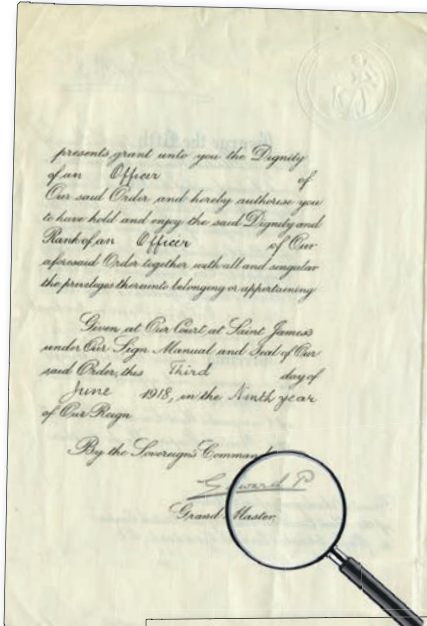 presents, grant unto you the Dignity
of an Officer of
Our said Order and hereby authorise you
to have hold and enjoy the said Dignity and
Rank of an Officer of Our
aforesaid Order together with all and singular
the privileges thereunto belonging or appertaining
Given at Our Court at Saint James's
under Our Sign Manual and Seal of Our
said Order, this Third day of
June 1918, in the Ninth year
of Our Reign
By the Sovereign's Command
Edward P
Grand Master